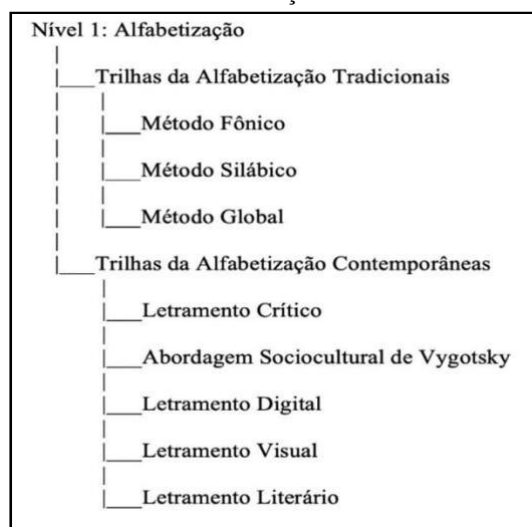 Nível 1: Alfabetização
Trilhas da Alfabetização Tradicionais
Método Fônico
Método Silábico
Método Global
Trilhas da Alfabetização Contemporâneas
Letramento Crítico
Abordagem Sociocultural de Vygotsky
Letramento Digital
Letramento Visual
Letramento Literário